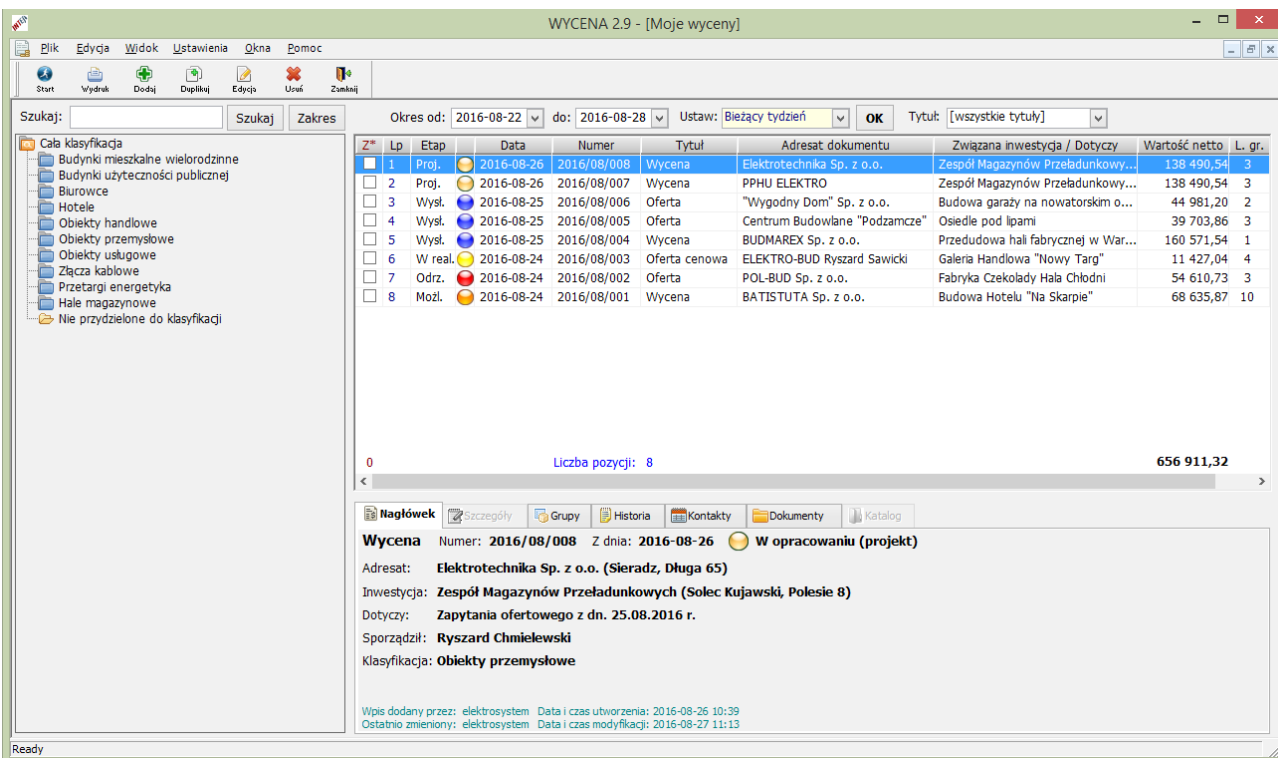 INTER
WYCENA 2.9 - [Moje wyceny]
Plik Edycja Widok Ustawienia Okna Pomoc
Start Wydruk Dodaj Duplikuj Edycja Usuń Zamknij
Szukaj: Szukaj Zakres Okres od: 2016-08-22 do: 2016-08-28 Ustaw: Bieżący tydzień OK Tytuł: [wszystkie tytuły]
Cała klasyfikacja
Budynki mieszkalne wielorodzinne
Budynki użyteczności publicznej
Biurowce
Hotele
Obiekty handlowe
Obiekty przemysłowe
Obiekty usługowe
Złącza kablowe
Przetargi energetyka
Hale magazynowe
Nie przydzielone do klasyfikacji
Z* Lp Etap Data Numer Tytuł Adresat dokumentu Związana inwestycja / Dotyczy Wartość netto L. gr.
1 Proj. 2016-08-26 2016/08/008 Wycena Elektrotechnika Sp. z o.o. Zespół Magazynów Przeładunkowy... 138 490,54 3
2 Proj. 2016-08-26 2016/08/007 Wycena PPHU ELEKTRO Zespół Magazynów Przeładunkowy... 138 490,54 3
3 Wysł. 2016-08-25 2016/08/006 Oferta "Wygodny Dom" Sp. z o.o. Budowa garaży na nowatorskim o... 44 981,20 2
4 Wysł. 2016-08-25 2016/08/005 Oferta Centrum Budowlane "Podzamcze" Osiedle pod lipami 39 703,86 3
5 Wysł. 2016-08-25 2016/08/004 Wycena BUDMAREX Sp. z o.o. Przedudowa hali fabrycznej w War... 160 571,54 1
6 W real. 2016-08-24 2016/08/003 Oferta cenowa ELEKTRO-BUD Ryszard Sawicki Galeria Handlowa "Nowy Targ" 11 427,04 4
7 Odrz. 2016-08-24 2016/08/002 Oferta POL-BUD Sp. z o.o. Fabryka Czekolady Hala Chłodni 54 610,73 3
8 Możl. 2016-08-24 2016/08/001 Wycena BATISTUTA Sp. z o.o. Budowa Hotelu "Na Skarpie" 68 635,87 10
0 Liczba pozycji: 8 656 911,32
Nagłówek Szczegóły Grupy Historia Kontakty Dokumenty Katalog
Wycena Numer: 2016/08/008 Z dnia: 2016-08-26 W opracowaniu (projekt)
Adresat: Elektrotechnika Sp. z o.o. (Sieradz, Długa 65)
Inwestycja: Zespół Magazynów Przeładunkowych (Solec Kujawski, Polesie 8)
Dotyczy: Zapytania ofertowego z dn. 25.08.2016 r.
Sporządził: Ryszard Chmielewski
Klasyfikacja: Obiekty przemysłowe
Wpis dodany przez: elektrosystem Data i czas utworzenia: 2016-08-26 10:39
Ostatnio zmieniony: elektrosystem Data i czas modyfikacji: 2016-08-27 11:13
Ready